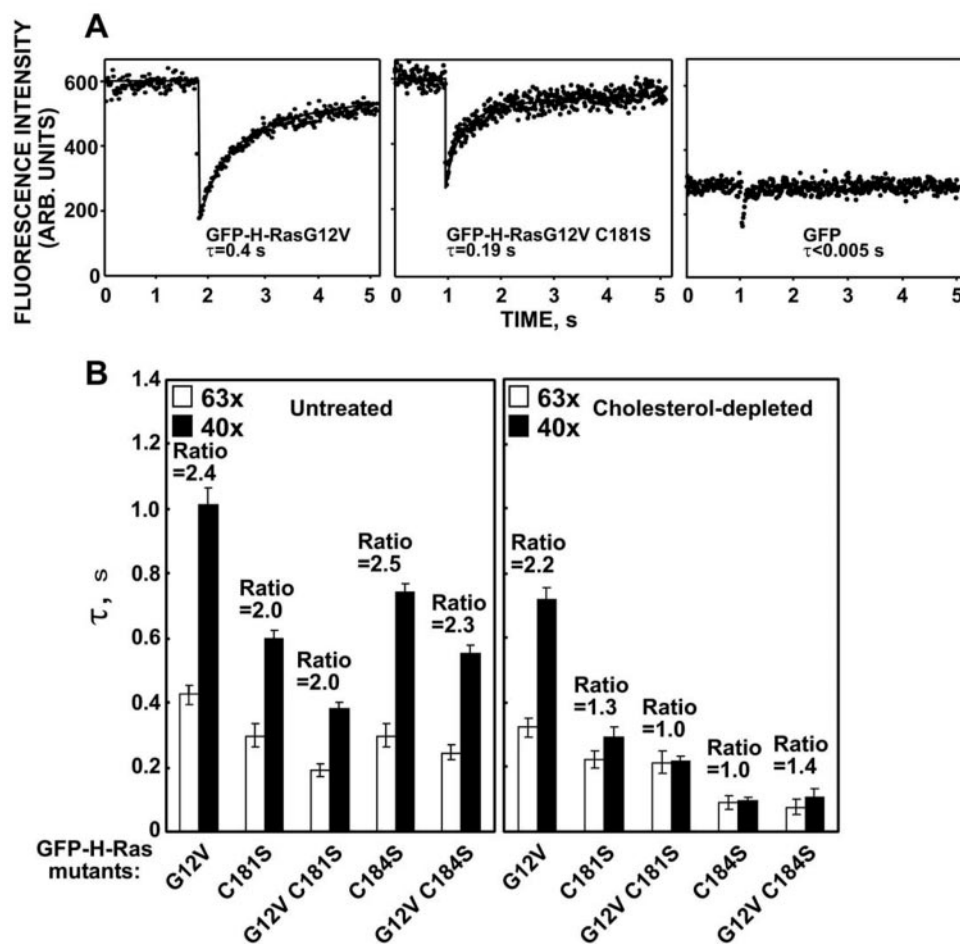 A
FLUORESCENCE INTENSITY
(ARB. UNITS)
600
400
200
0
GFP-H-RasG12V
τ=0.4 s
GFP-H-RasG12V C181S
τ=0.19 s
GFP
τ<0.005 s
0 1 2 3 4 5
0 1 2 3 4 5
0 1 2 3 4 5
TIME, s
B
τ, s
1.4
1.2
1.0
0.8
0.6
0.4
0.2
0
63x
40x
Untreated
Ratio
=2.4
Ratio
=2.0
Ratio
=2.0
Ratio
=2.5
Ratio
=2.3
63x
40x
Cholesterol-depleted
Ratio
=2.2
Ratio
=1.3
Ratio
=1.0
Ratio
=1.0
Ratio
=1.4
GFP-H-Ras
mutants:
G12V
C181S
G12V C181S
C184S
G12V C184S
G12V
C181S
G12V C181S
C184S
G12V C184S